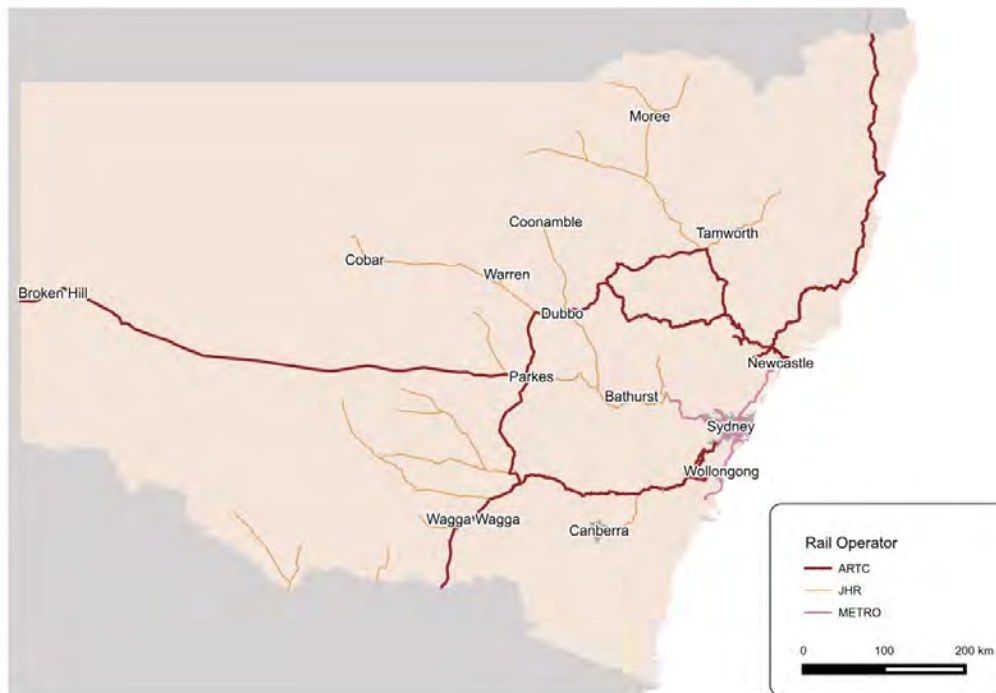 Moree
Coonamble
Tamworth
Cobar
Warren
Broken Hill
Dubbo
Newcastle
Parkes
Bathurst
Sydney
Wollongong
Wagga Wagga
Canberra
Rail Operator
ARTC
JHR
METRO
0 100 200 km